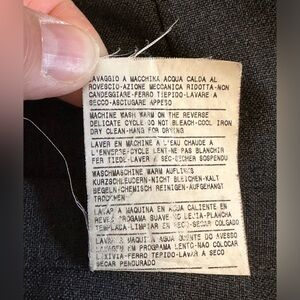 LAVAGGIO A MACCHINA ACQUA CALDA AL
ROVESCIO-AZIONE MECCANICA RIDOTTA-NON
CANDEGGIARE-FERRO TIEPIDO-LAVARE A
SECCO-ASCIUGARE APPESO
MACHINE WASH WARM ON THE REVERSE
DELICATE CYCLE-DO NOT BLEACH-COOL IRON
DRY CLEAN-HANG FOR DRYING
LAVER EN MACHINE A L'EAU CHAUDE A
L'ENVERS-CYCLE LENT-NE PAS BLANCHIR
FER TIEDE-LAVER A SEC-SECHER SUSPENDU
WASCHMASCHINE WARM AUFLINKS
KURZSCHLEUDERN-NICHT BLEICHEN-KALT
BEGELN-CHEMISCH REINIGEN-AUFGEHANGT
TROCKNEN
LAVAR A MAQUINA EN AGUA CALIENTE EN
REVES-PROGAMA SUAVE-NO LEJIA-PLANCHA
TEMPLADA-LIMPIAR EN SECO-SECAR COLGADO
LAVAR A MAQUINA AGUA QUENTE DO AVESSO
LAVAGEM EM PROGRAMA LENTO-NAO COLOCAR
LIXIVIA-FERRO TEPIDO-LAVAR A SECO
SECAR PENDURADO